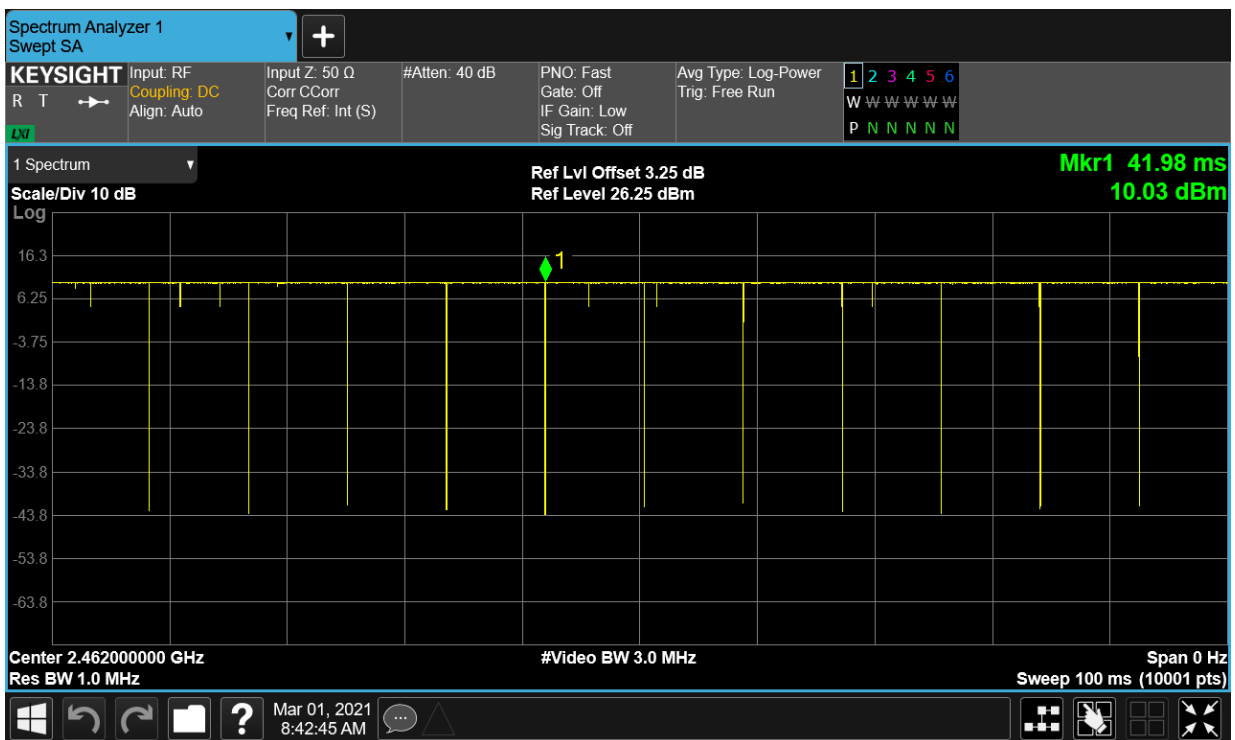 Spectrum Analyzer 1
Swept SA
KEYSIGHT
R T
LXI
Input: RF
Coupling: DC
Align: Auto
Input Z: 50 Ω
Corr CCorr
Freq Ref: Int (S)
#Atten: 40 dB
PNO: Fast
Gate: Off
IF Gain: Low
Sig Track: Off
Avg Type: Log-Power
Trig: Free Run
1 2 3 4 5 6
W W W W W W
P N N N N N
1 Spectrum
Scale/Div 10 dB
Ref Lvl Offset 3.25 dB
Ref Level 26.25 dBm
Mkr1 41.98 ms
10.03 dBm
Log
1
16.3
6.25
-3.75
-13.8
-23.8
-33.8
-43.8
-53.8
-63.8
Center 2.462000000 GHz
#Video BW 3.0 MHz
Span 0 Hz
Res BW 1.0 MHz
Sweep 100 ms (10001 pts)
?
Mar 01, 2021
8:42:45 AM